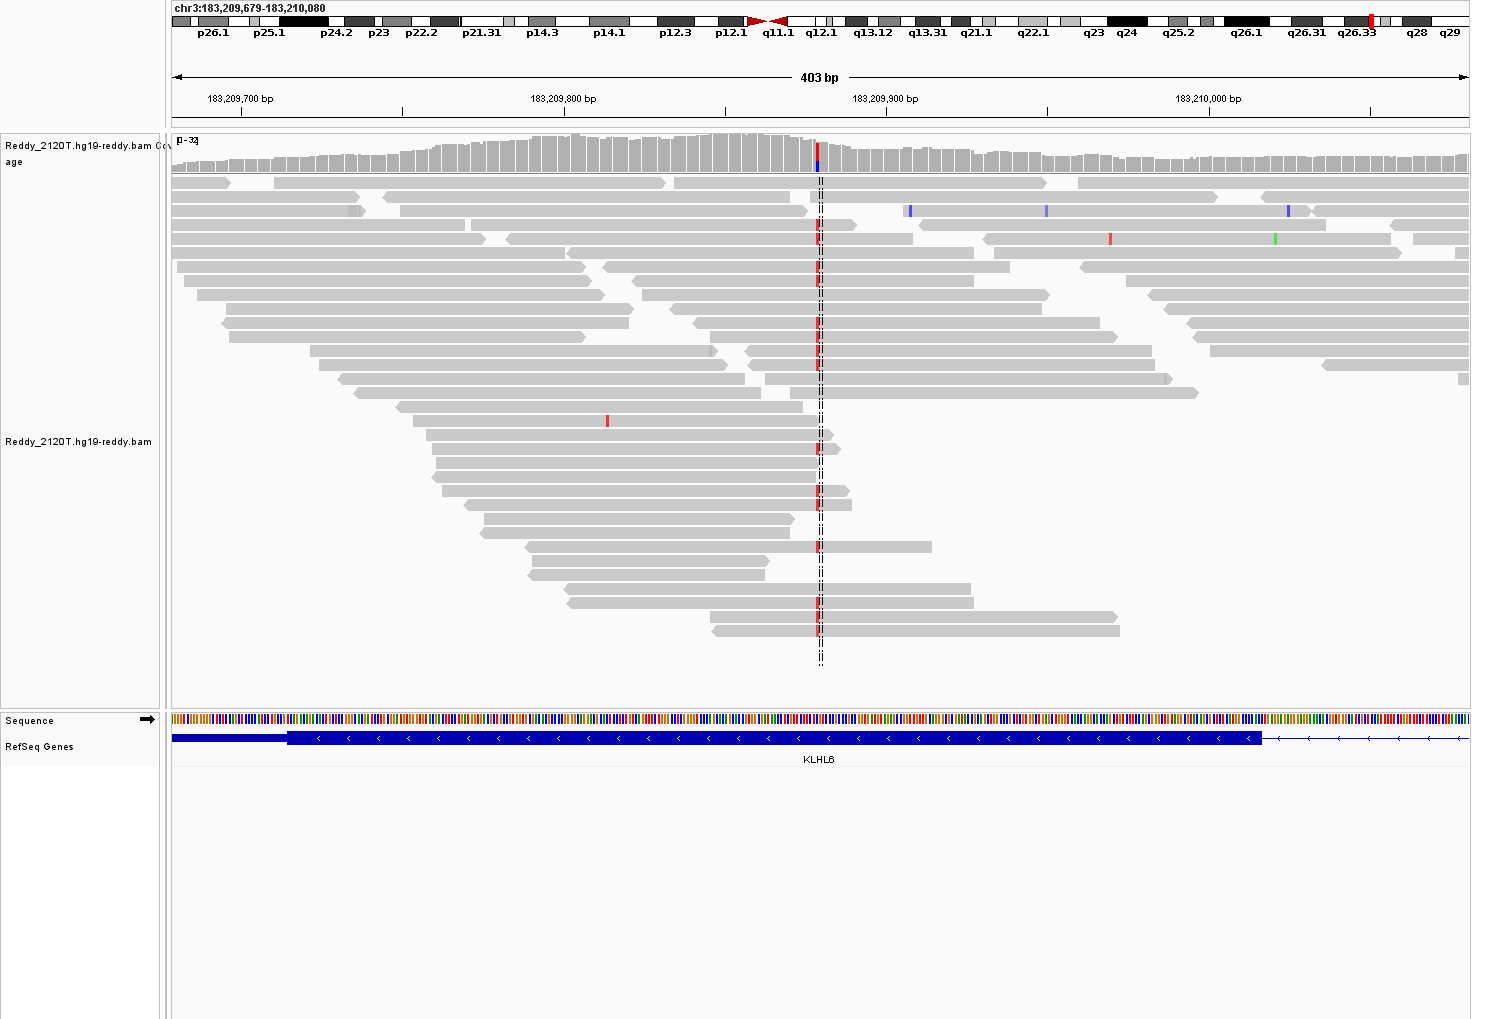 chr3:183,209,679-183,210,080
p26.1 p25.1 p24.2 p23 p22.2 p21.31 p14.3 p14.1 p12.3 p12.1 q11.1 q12.1 q13.12 q13.31 q21.1 q22.1 q23 q24 q25.2 q26.1 q26.31 q26.33 q28 q29
403 bp
183,209,700 bp 183,209,800 bp 183,209,900 bp 183,210,000 bp
[0-32]
Reddy_2120T.hg19-reddy.bam Cov
age
Reddy_2120T.hg19-reddy.bam
Sequence
RefSeq Genes
KLHL6